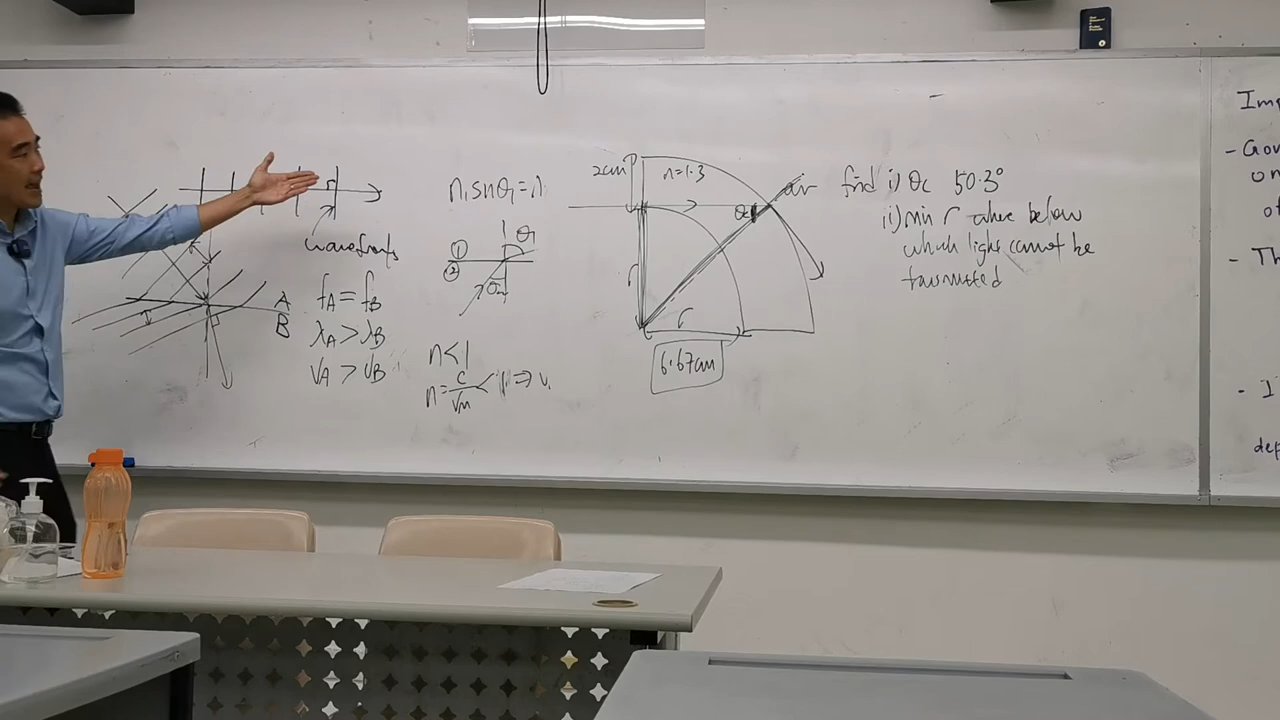 wavefronts
fA = fB
λA > λB
vA > vB
A
B
n₁ sin θ₁ =
①
②
θ₁
n < 1
n = c/vm < 1 ⇒ v
2cm
n=1.3
θc
air
r
r
6.67cm
find i) θc 50.3°
ii) min r where below
which light cannot be
transmitted
Im
- Gov
on
of
- Th
- I
dep